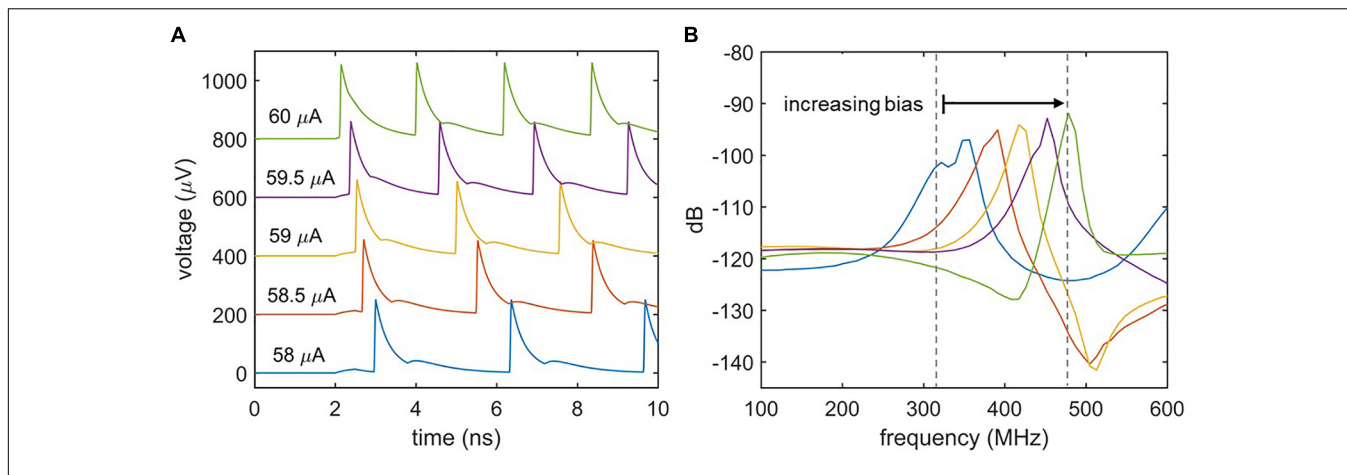 A
B
1000
800
600
400
200
0
voltage (μV)
60 μA
59.5 μA
59 μA
58.5 μA
58 μA
0
2
4
6
8
10
time (ns)
-80
-90
-100
-110
-120
-130
-140
dB
increasing bias
100
200
300
400
500
600
frequency (MHz)